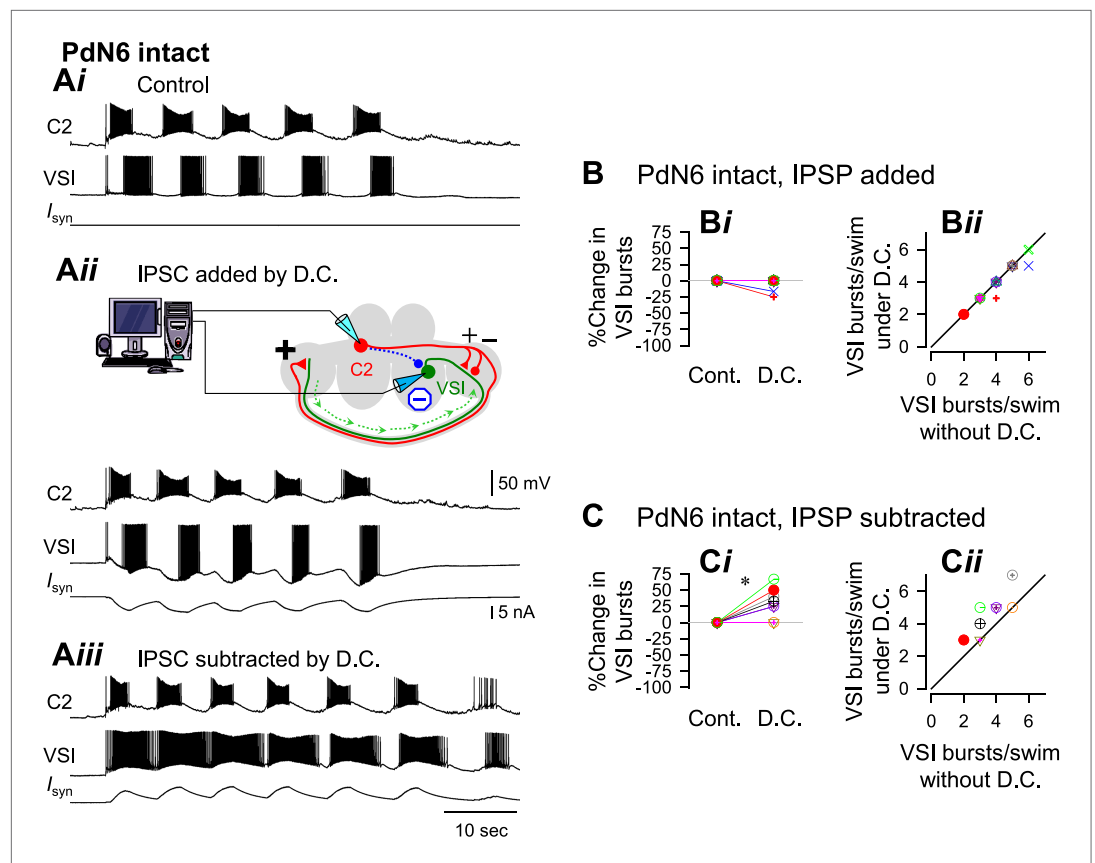 PdN6 intact
Ai Control
C2
VSI
Isyn
Aii IPSC added by D.C.
+
+ −
C2
VSI
−
C2
50 mV
VSI
Isyn
5 nA
Aiii IPSC subtracted by D.C.
C2
VSI
Isyn
10 sec
B PdN6 intact, IPSP added
Bi
%Change in
VSI bursts
75
50
25
0
-25
-50
-75
-100
Cont. D.C.
Bii
VSI bursts/swim
under D.C.
6
4
2
0
0 2 4 6
VSI bursts/swim
without D.C.
C PdN6 intact, IPSP subtracted
Ci
%Change in
VSI bursts
75
50
25
0
-25
-50
-75
-100
*
Cont. D.C.
Cii
VSI bursts/swim
under D.C.
6
4
2
0
0 2 4 6
VSI bursts/swim
without D.C.